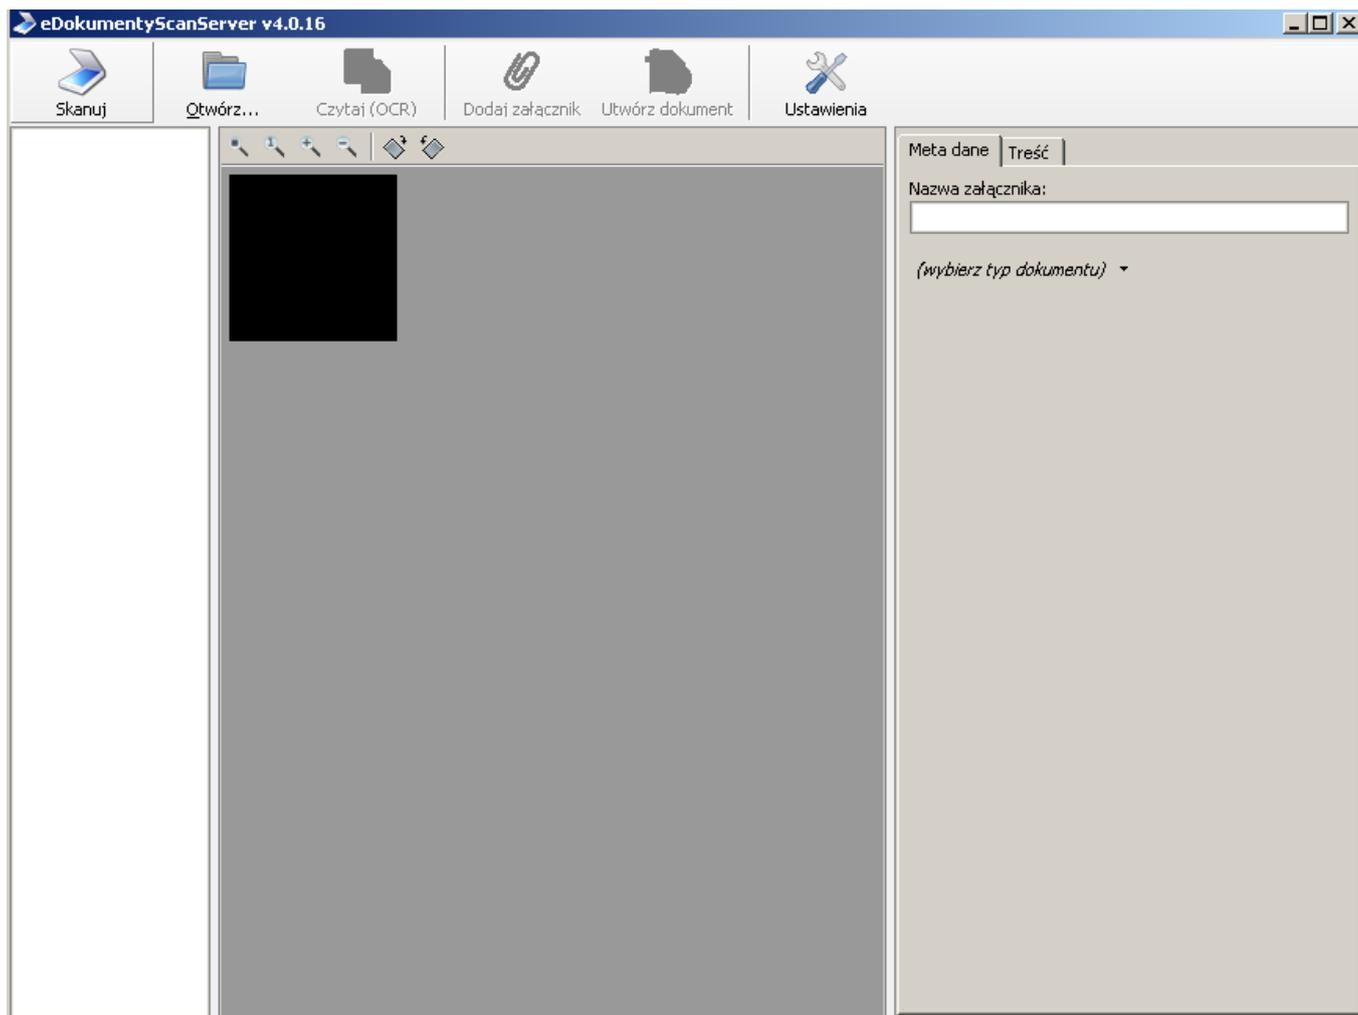 eDokumentyScanServer v4.0.16
Skanuj Otwórz... Czytaj (OCR) Dodaj załącznik Utwórz dokument Ustawienia
Meta dane Treść
Nazwa załącznika:
(wybierz typ dokumentu)